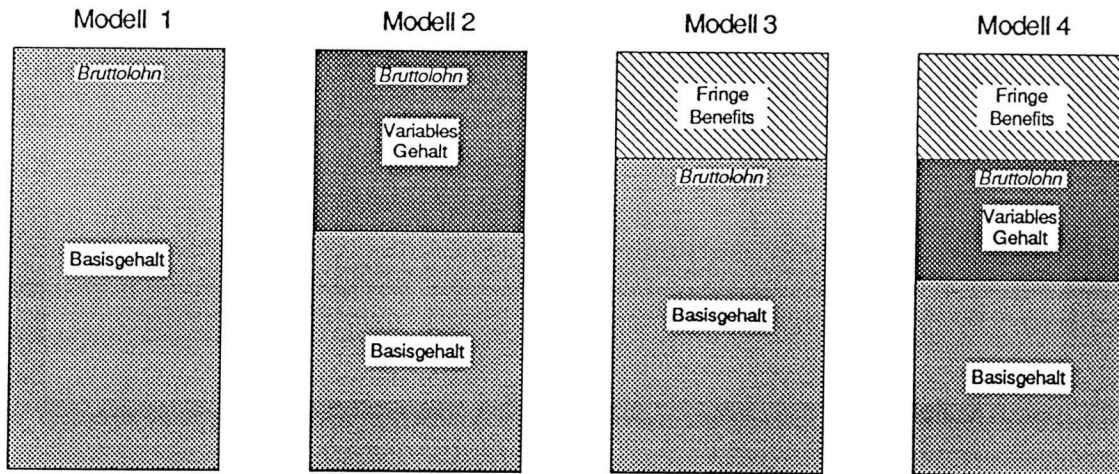 Modell 1
Bruttolohn
Basisgehalt
Modell 2
Bruttolohn
Variables
Gehalt
Basisgehalt
Modell 3
Fringe
Benefits
Bruttolohn
Basisgehalt
Modell 4
Fringe
Benefits
Bruttolohn
Variables
Gehalt
Basisgehalt